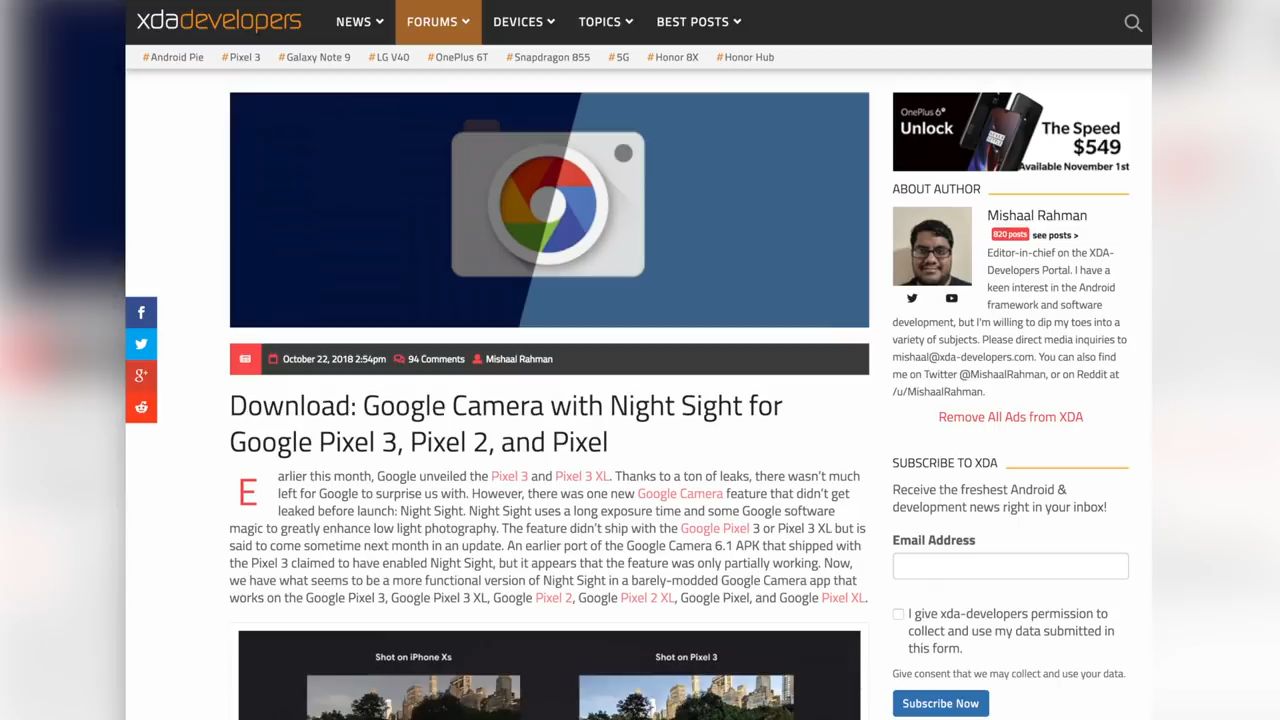 xdadevelopers
NEWS
FORUMS
DEVICES
TOPICS
BEST POSTS
#Android Pie #Pixel 3 #Galaxy Note 9 #LG V40 #OnePlus 6T #Snapdragon 855 #5G #Honor 8X #Honor Hub
October 22, 2018 2:54pm 94 Comments Mishaal Rahman
Download: Google Camera with Night Sight for
Google Pixel 3, Pixel 2, and Pixel
Earlier this month, Google unveiled the Pixel 3 and Pixel 3 XL. Thanks to a ton of leaks, there wasn't much
left for Google to surprise us with. However, there was one new Google Camera feature that didn't get
leaked before launch: Night Sight. Night Sight uses a long exposure time and some Google software
magic to greatly enhance low light photography. The feature didn't ship with the Google Pixel 3 or Pixel 3 XL but is
said to come sometime next month in an update. An earlier port of the Google Camera 6.1 APK that shipped with
the Pixel 3 claimed to have enabled Night Sight, but it appears that the feature was only partially working. Now,
we have what seems to be a more functional version of Night Sight in a barely-modded Google Camera app that
works on the Google Pixel 3, Google Pixel 3 XL, Google Pixel 2, Google Pixel 2 XL, Google Pixel, and Google Pixel XL.
Shot on iPhone Xs
Shot on Pixel 3
OnePlus 6T
Unlock
The Speed
$549
Available November 1st
ABOUT AUTHOR
Mishaal Rahman
820 posts see posts >
Editor-in-chief on the XDA-
Developers Portal. I have a
keen interest in the Android
framework and software
development, but I'm willing to dip my toes into a
variety of subjects. Please direct media inquiries to
mishaal@xda-developers.com. You can also find
me on Twitter @MishaalRahman, or on Reddit at
/u/MishaalRahman.
Remove All Ads from XDA
SUBSCRIBE TO XDA
Receive the freshest Android &
development news right in your inbox!
Email Address
I give xda-developers permission to
collect and use my data submitted in
this form.
Give consent that we may collect and use your data.
Subscribe Now